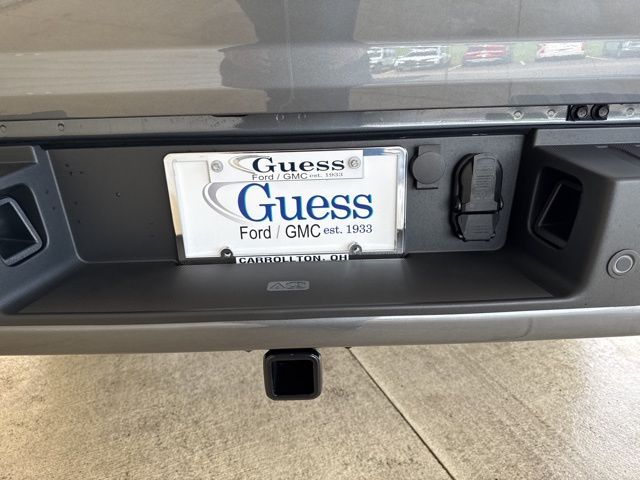 Guess
Ford / GMC est. 1933
Guess
Ford / GMC est. 1933
CARROLLTON, OH